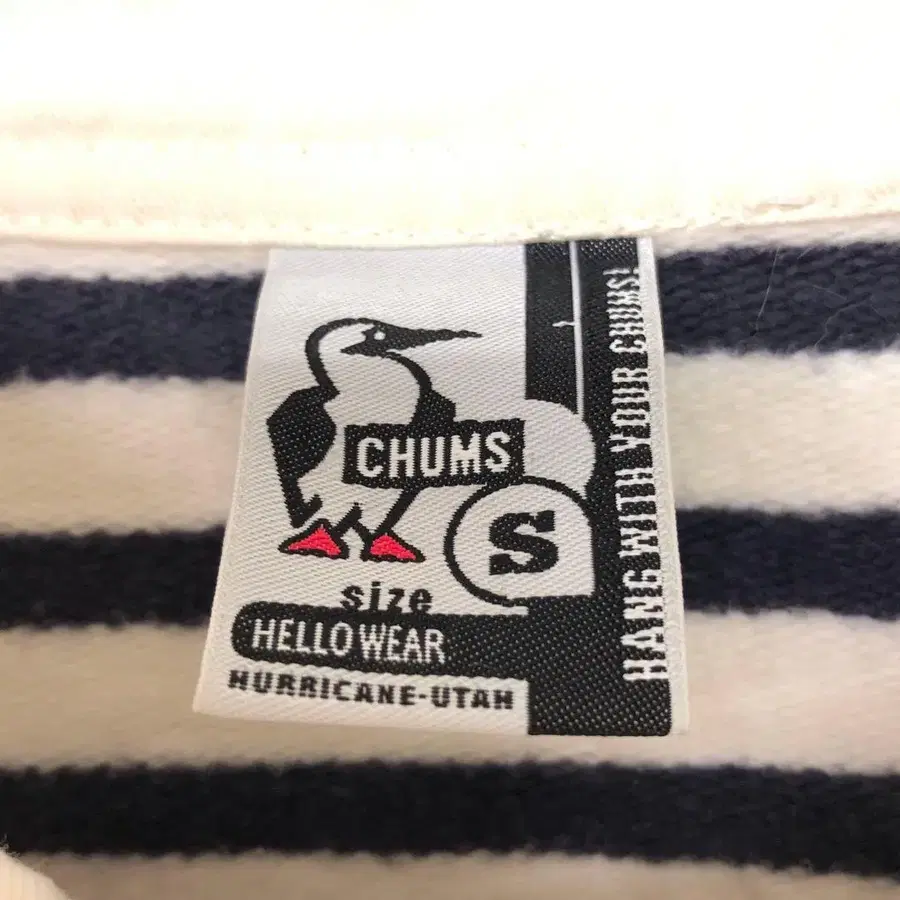 CHUMS
S
size
HELLO WEAR
HURRICANE-UTAH
HANG WITH YOUR CHUMS!